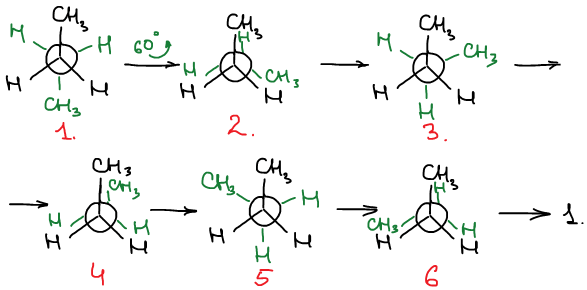 CH3 CH3 CH3
H H 60° H H CH3
H H H CH3 H H
CH3 H H
1. 2. 3.
CH3 CH3 CH3
CH3 CH3 H H
H H H CH3 H
H H H H H H
H
4 5 6 1.